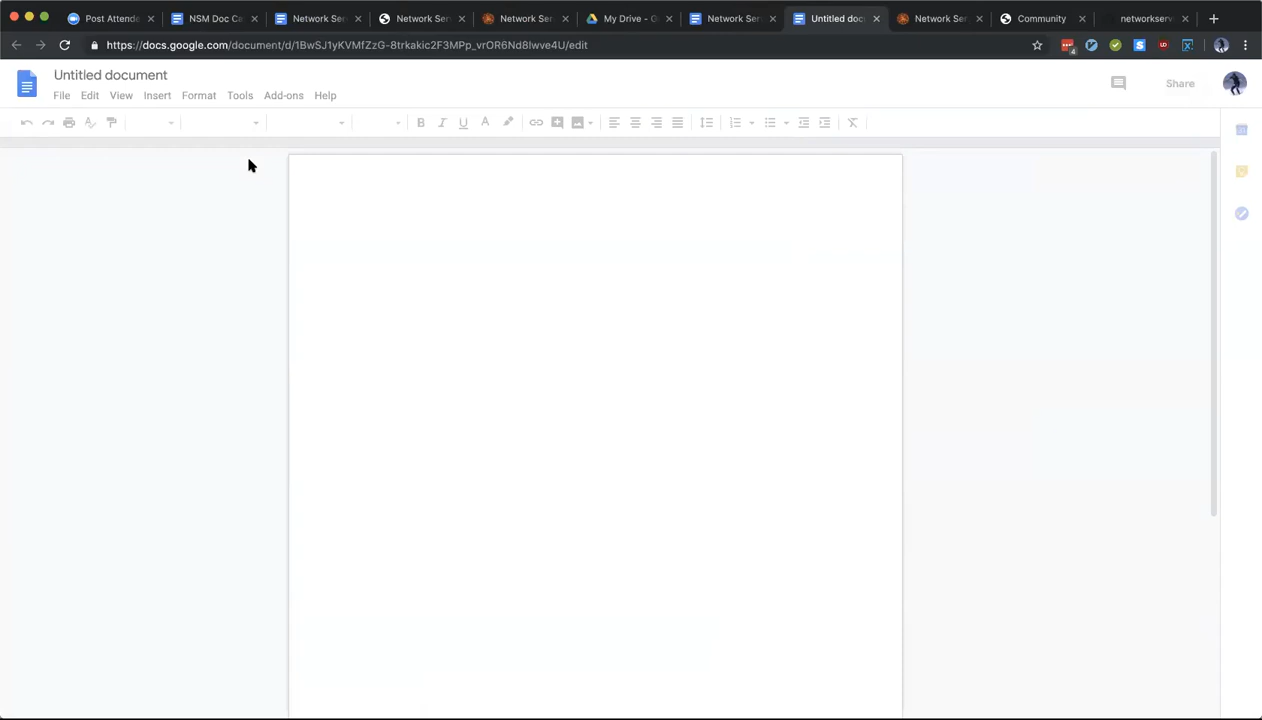 Post Attende
NSM Doc Ca
Network Ser
Network Ser
Network Ser
My Drive - G
Network Ser
Untitled doc
Network Ser
Community
networkserv
https://docs.google.com/document/d/1BwSJ1yKVMfZzG-8trkakic2F3MPp_vrOR6Nd8lwve4U/edit
4
Untitled document
Share
File Edit View Insert Format Tools Add-ons Help
B I U A